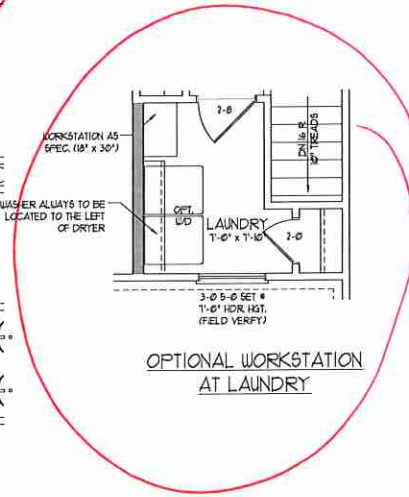 2-8
WORKSTATION AS
SPEC. (18" x 30")
DN 16 R
10" TREADS
WASHER ALWAYS TO BE
LOCATED TO THE LEFT
OF DRYER
OPT.
W/D
LAUNDRY
7'-0" x 7'-10"
2-0
3-0 5-0 SET @
7'-0" HDR. HGT.
(FIELD VERIFY)
OPTIONAL WORKSTATION
AT LAUNDRY